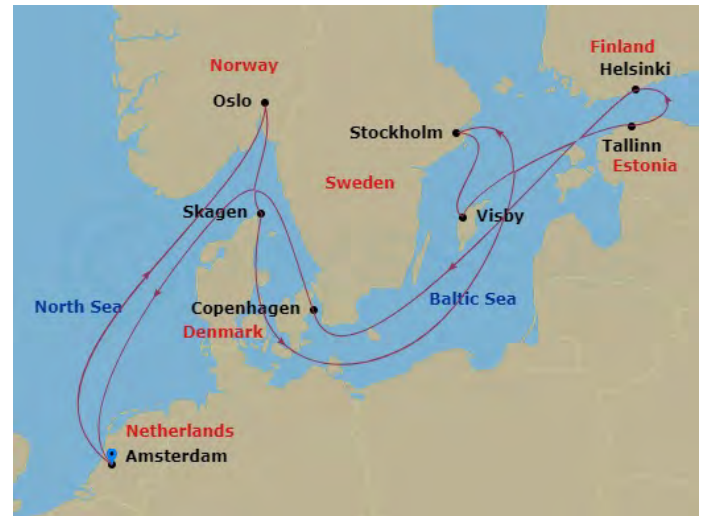 Finland
Helsinki
Norway
Oslo
Stockholm
Tallinn
Estonia
Sweden
Skagen
Visby
North Sea
Copenhagen
Baltic Sea
Denmark
Netherlands
Amsterdam